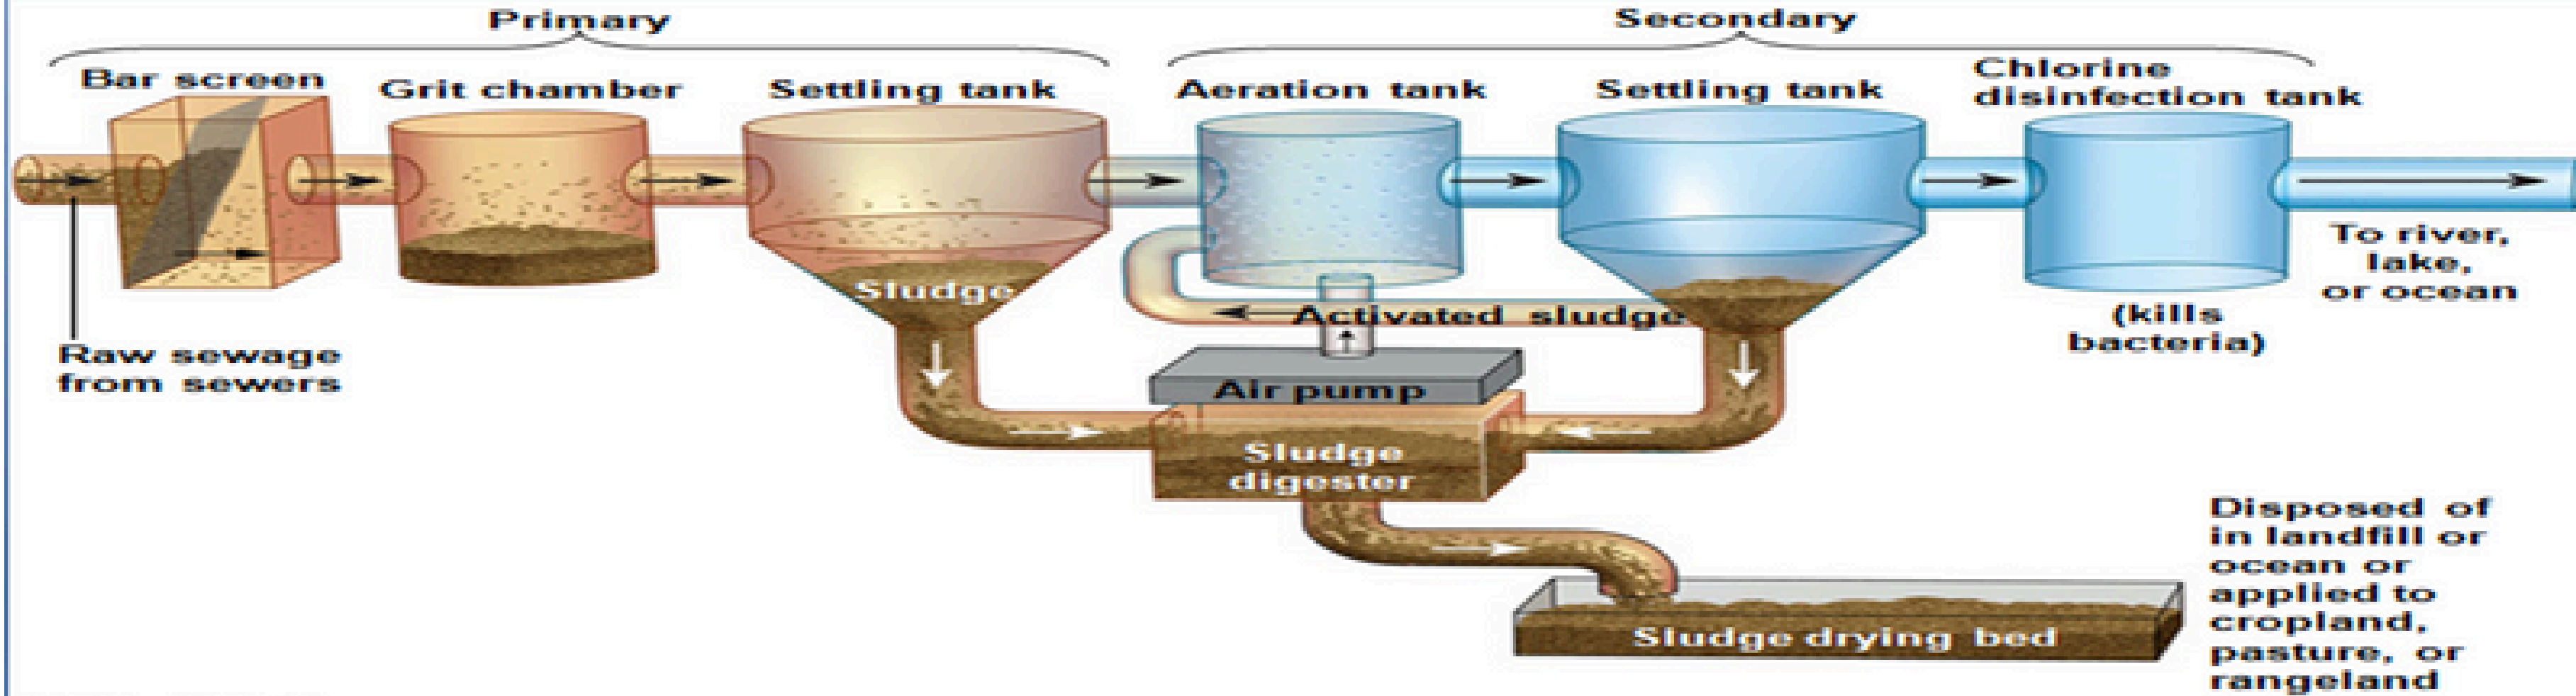 Primary
Secondary
Bar screen
Grit chamber
Settling tank
Aeration tank
Settling tank
Chlorine
disinfection tank
Sludge
Activated sludge
To river,
lake,
or ocean
(kills
bacteria)
Raw sewage
from sewers
Air pump
Sludge
digester
Sludge drying bed
Disposed of
in landfill or
ocean or
applied to
cropland,
pasture, or
rangeland